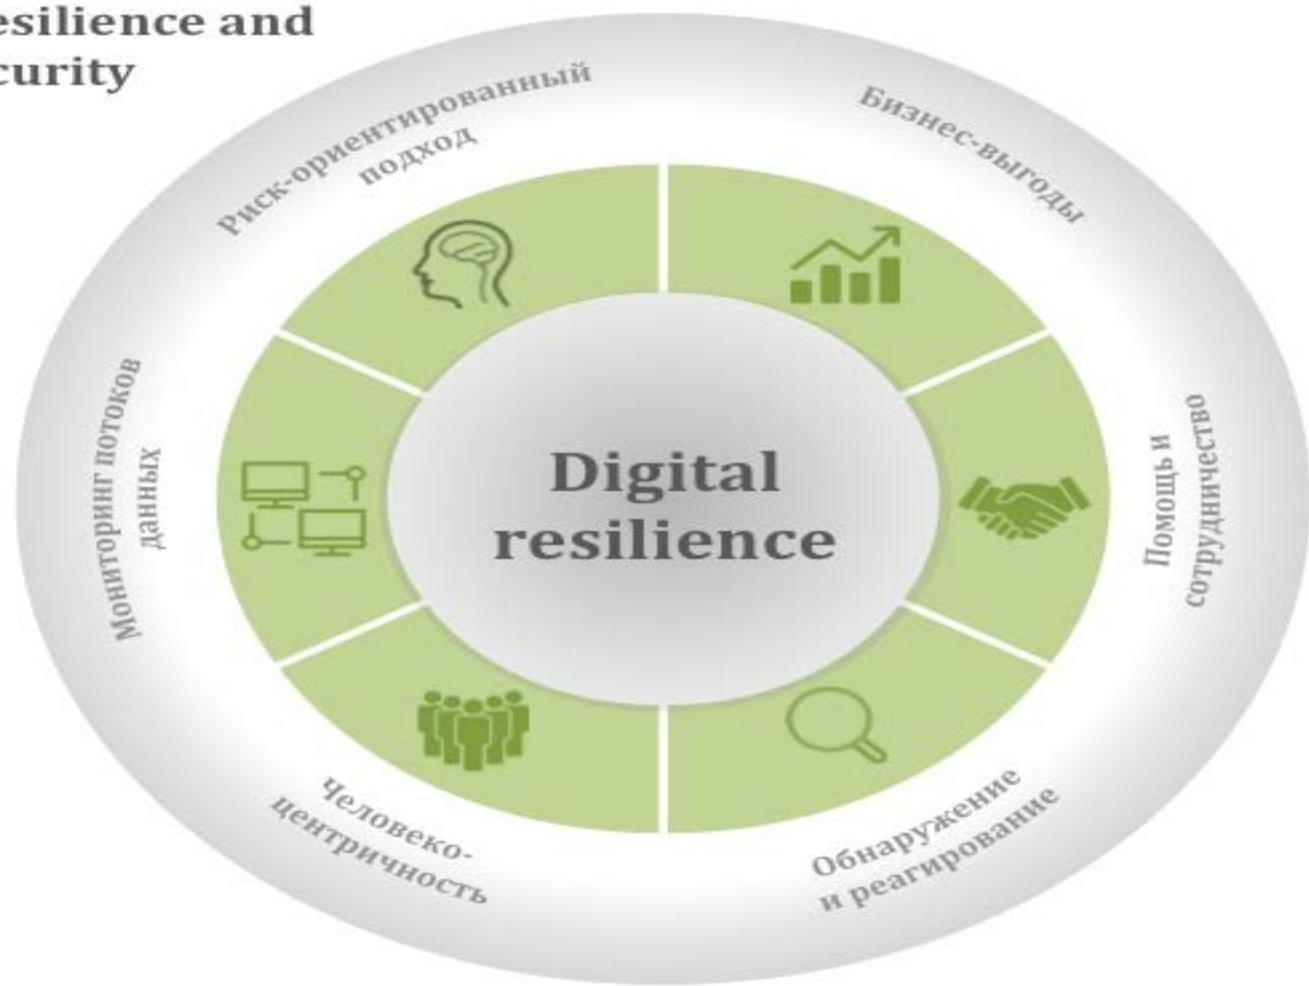 esilience and
curity
Риск-ориентированный
подход
Бизнес-выгоды
Мониторинг потоков
данных
Digital
resilience
Помощь и
сотрудничество
Человеко-
центричность
Обнаружение
и реагирование